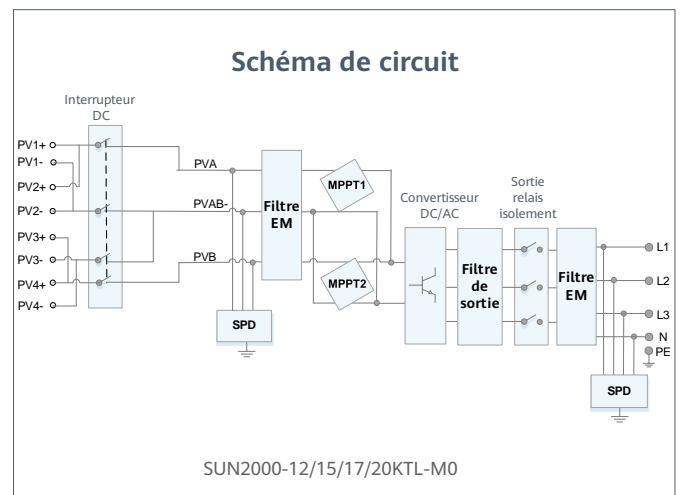 Schéma de circuit
Interrupteur
DC
PV1+
PV1-
PV2+
PV2-
PV3+
PV3-
PV4+
PV4-
PVA
PVAB-
PVB
SPD
Filtre
EM
MPPT1
MPPT2
Convertisseur
DC/AC
Filtre
de
sortie
Sortie
relais
isolement
Filtre
EM
L1
L2
L3
N
PE
SPD
SUN2000-12/15/17/20KTL-M0